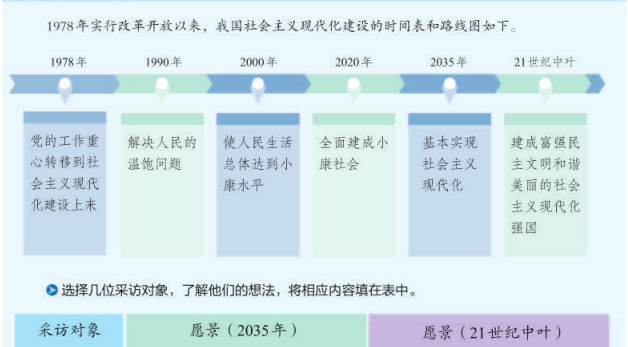 1978年实行改革开放以来，我国社会主义现代化建设的时间表和路线图如下。
1978年 1990年 2000年 2020年 2035年 21世纪中叶
党的工作重
心转移到社
会主义现代
化建设上来
解决人民的
温饱问题
使人民生活
总体达到小
康水平
全面建成小
康社会
基本实现
社会主义
现代化
建成富强民
主文明和谐
美丽的社会
主义现代化
强国
选择几位采访对象，了解他们的想法，将相应内容填在表中。
采访对象 愿景（2035年） 愿景（21世纪中叶）